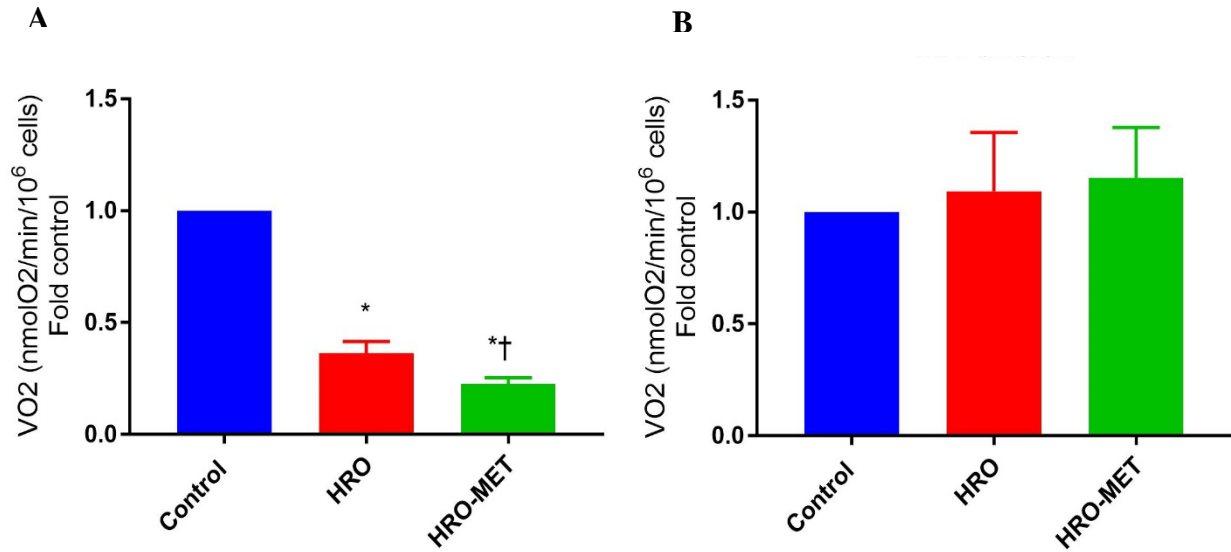 A
VO2 (nmolO2/min/10⁶ cells)
Fold control
1.5
1.0
0.5
0.0
*
*†
Control
HRO
HRO-MET
B
VO2 (nmolO2/min/10⁶ cells)
Fold control
1.5
1.0
0.5
0.0
Control
HRO
HRO-MET